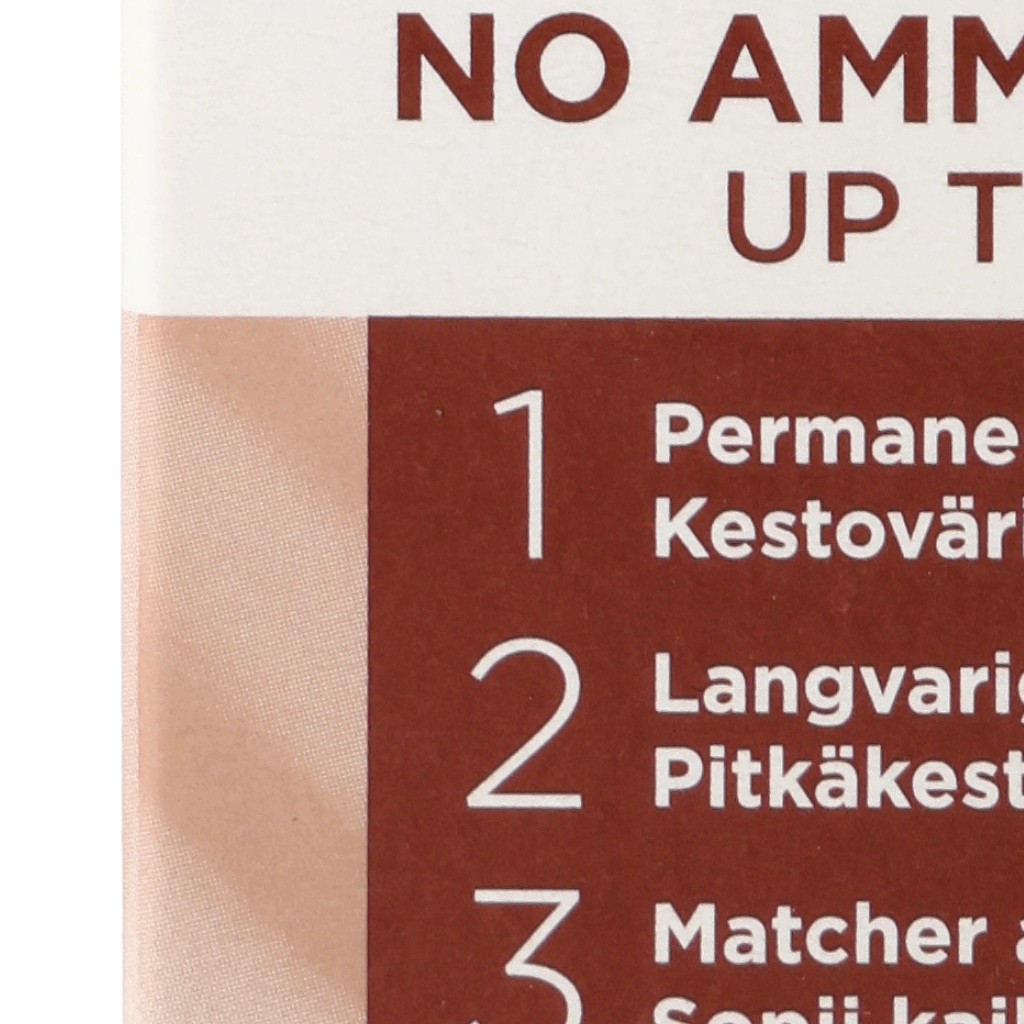 NO AMM
UP T
1 Permane
Kestoväri
2 Langvarig
Pitkäkest
3 Matcher a